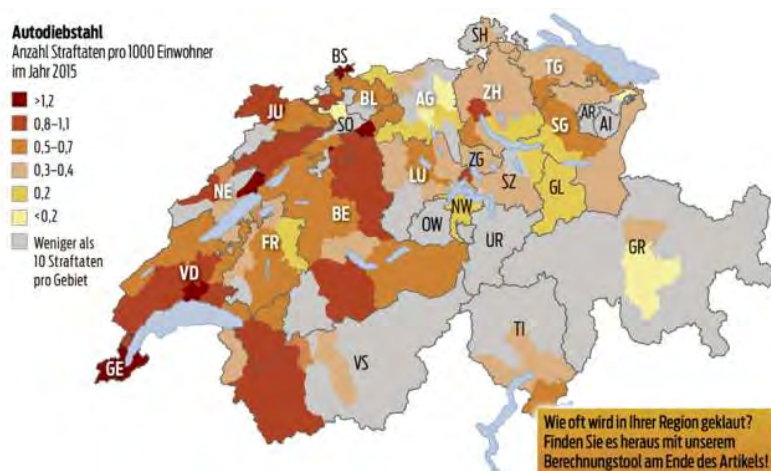 Autodiebstahl
Anzahl Straftaten pro 1000 Einwohner
im Jahr 2015
>1,2
0,8–1,1
0,5–0,7
0,3–0,4
0,2
<0,2
Weniger als
10 Straftaten
pro Gebiet
SH
BS
TG
BL
AG
ZH
JU
SO
AR
AI
SG
ZG
LU
SZ
GL
NE
BE
NW
OW
UR
FR
GR
VD
TI
VS
GE
Wie oft wird in Ihrer Region geklaut?
Finden Sie es heraus mit unserem
Berechnungstool am Ende des Artikels!